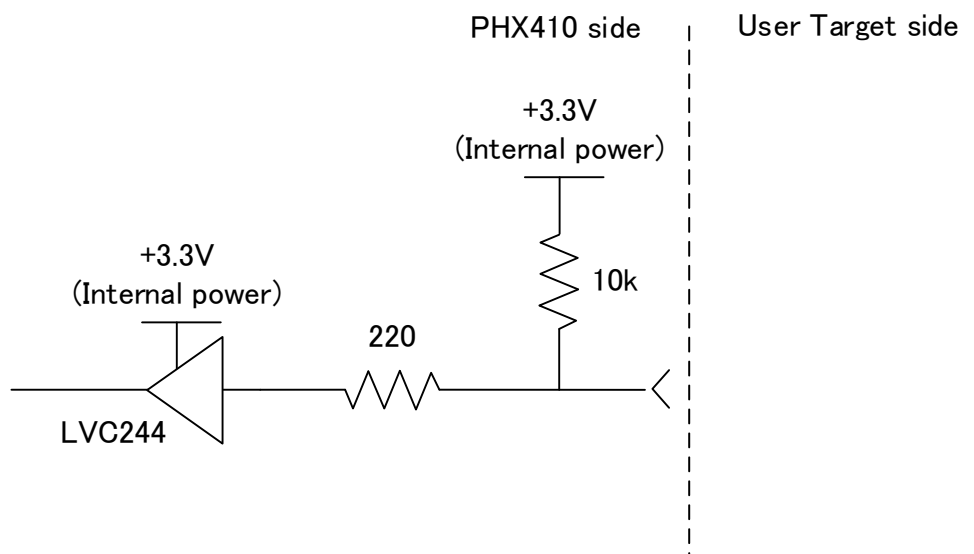 PHX410 side
User Target side
+3.3V
(Internal power)
10k
+3.3V
(Internal power)
220
LVC244